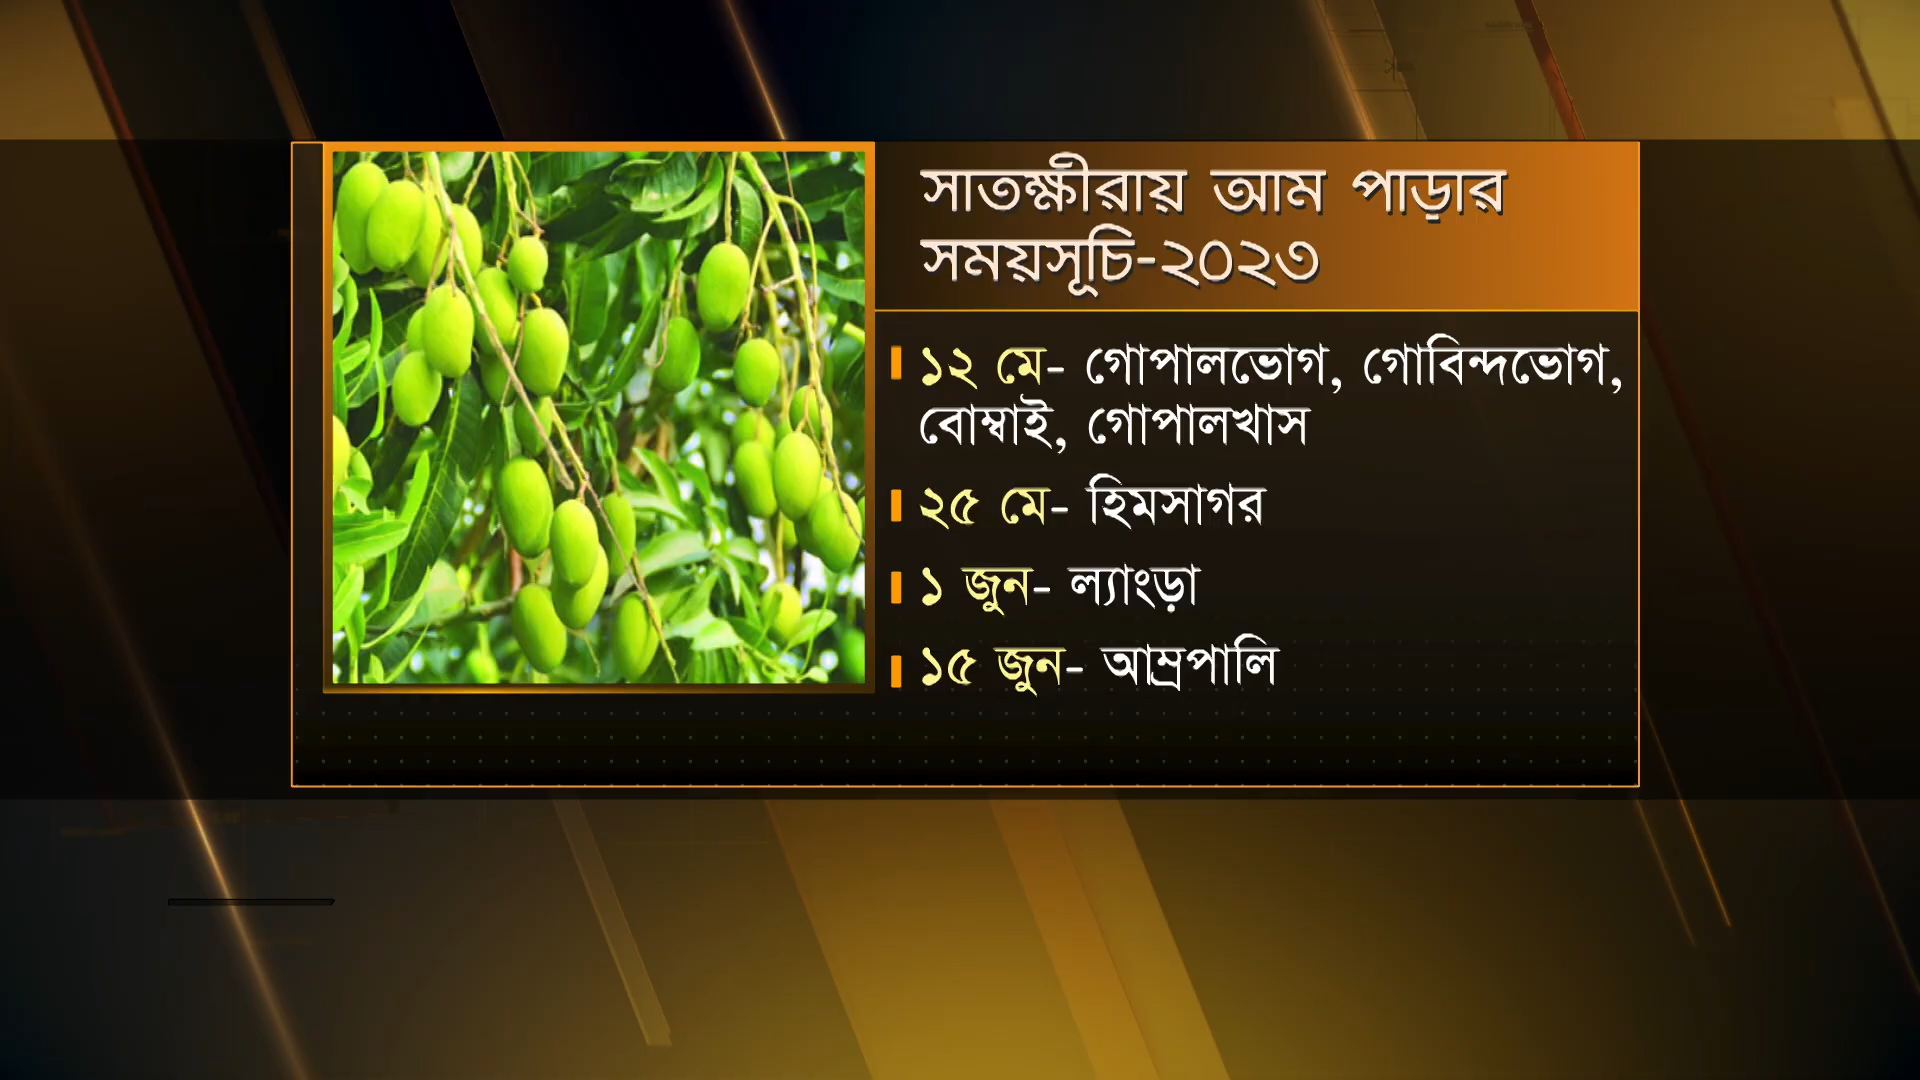 সাতক্ষীরায় আম পাড়ার
সময়সূচি-২০২৩
১২ মে- গোপালভোগ, গোবিন্দভোগ,
বোম্বাই, গোপালখাস
২৫ মে- হিমসাগর
১ জুন- ল্যাংড়া
১৫ জুন- আম্রপালি